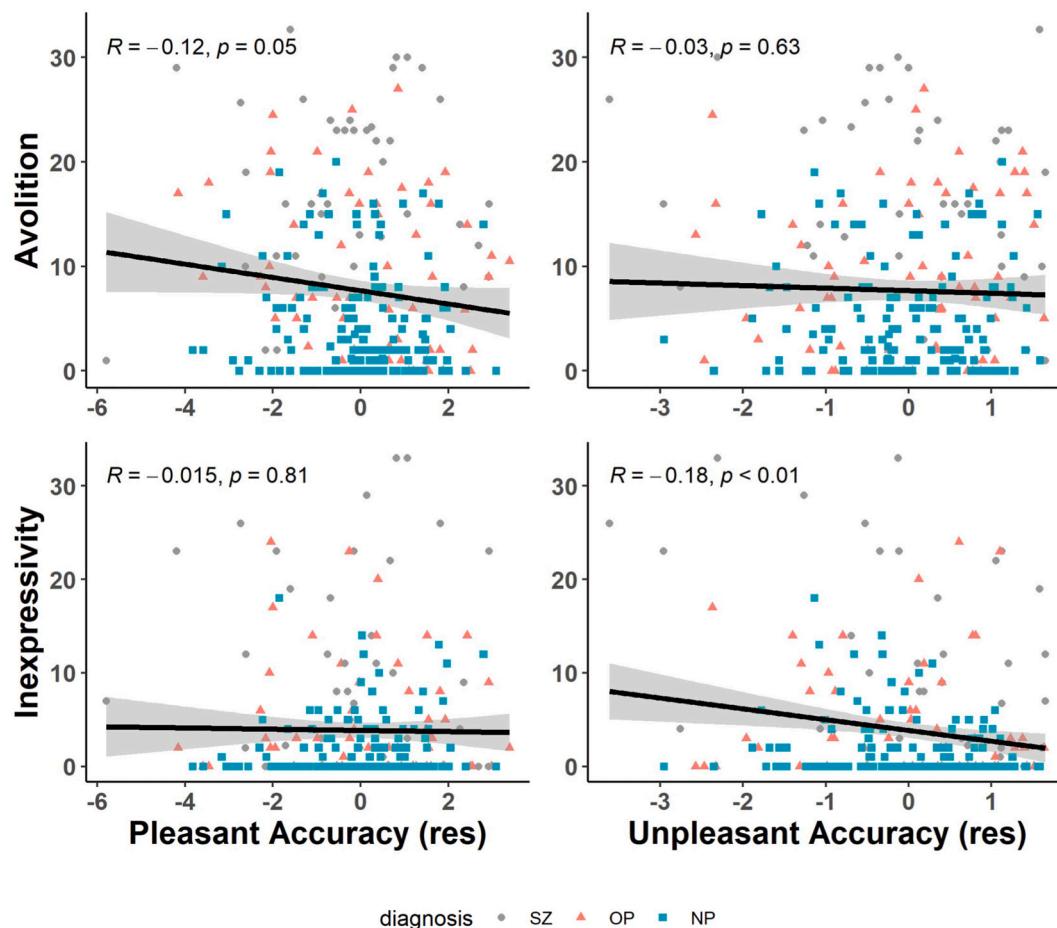 R = −0.12, p = 0.05
R = −0.03, p = 0.63
Avolition
30
20
10
0
-6 -4 -2 0 2
-3 -2 -1 0 1
R = −0.015, p = 0.81
R = −0.18, p < 0.01
Inexpressivity
30
20
10
0
30
20
10
0
30
20
10
0
-6 -4 -2 0 2
-3 -2 -1 0 1
Pleasant Accuracy (res)
Unpleasant Accuracy (res)
diagnosis SZ OP NP